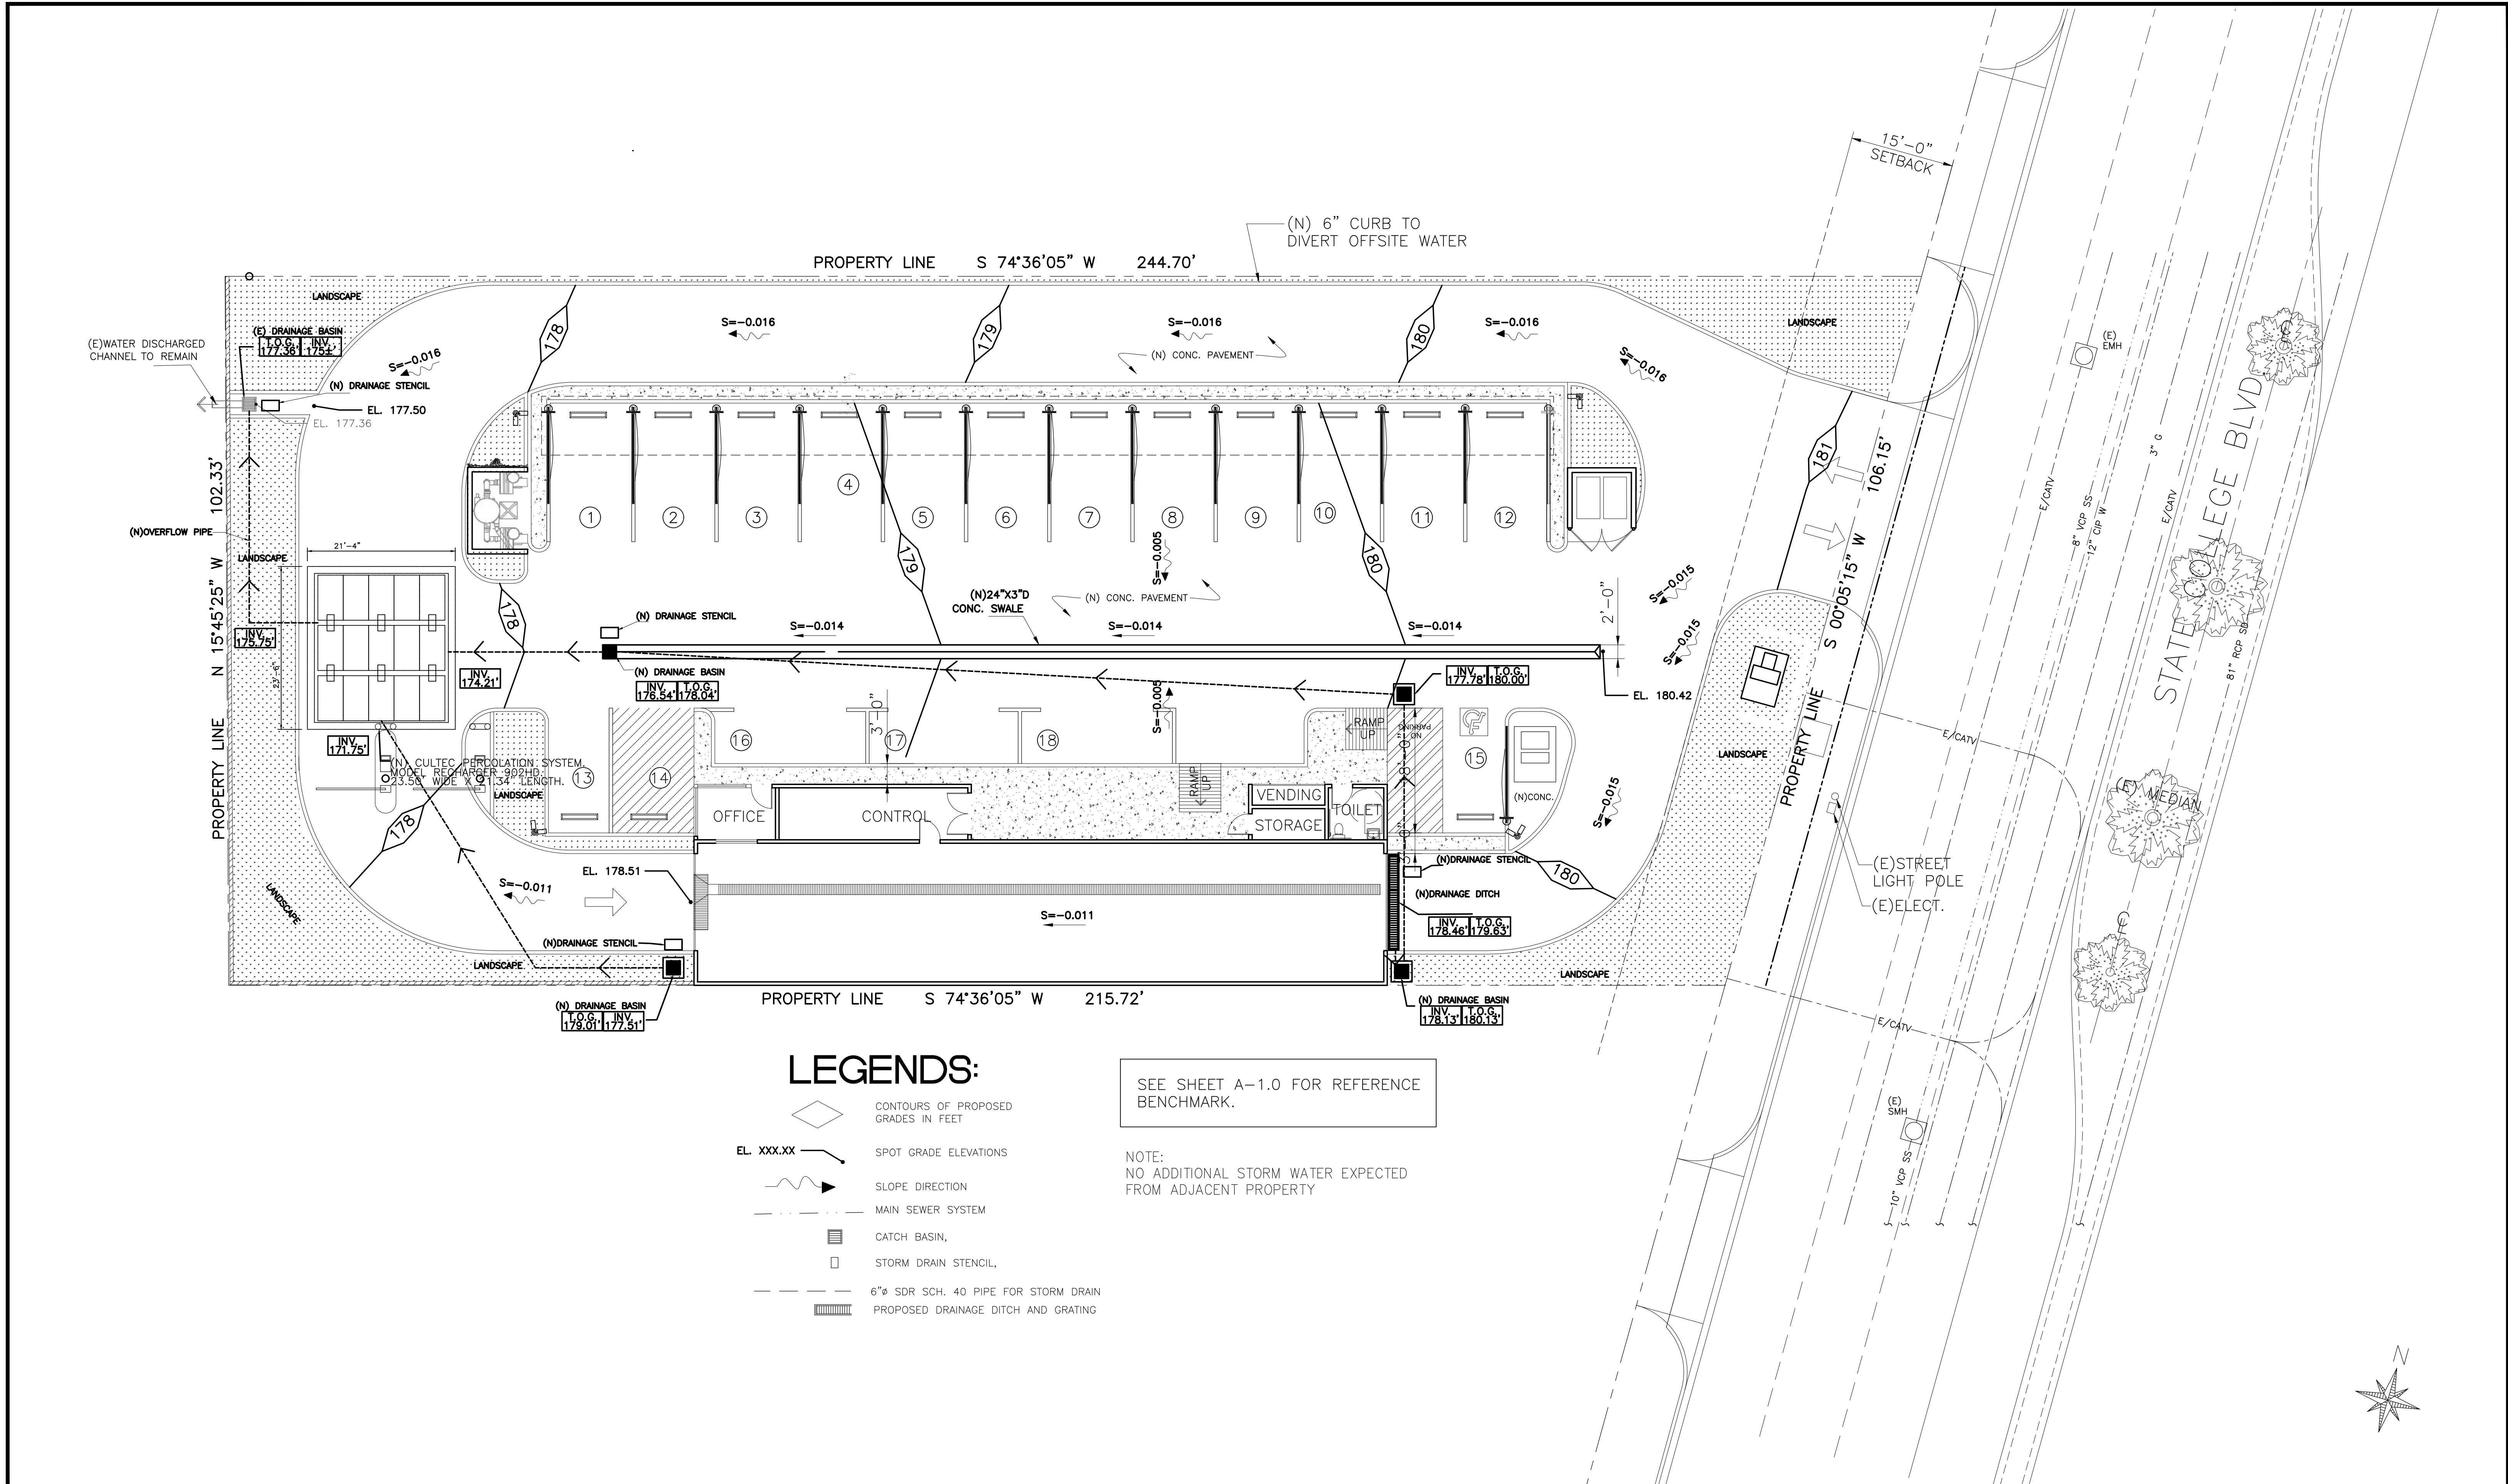 15'-0"
SETBACK
(N) 6" CURB TO
DIVERT OFFSITE WATER
PROPERTY LINE S 74°36'05" W 244.70'
LANDSCAPE
(E) DRAINAGE BASIN
T.O.G. INV.
177.36' 175±'
(E)WATER DISCHARGED
CHANNEL TO REMAIN
(N) DRAINAGE STENCIL
EL. 177.50
EL. 177.36
S=-0.016
178
S=-0.016
179
S=-0.016
180
S=-0.016
S=-0.016
(N) CONC. PAVEMENT
LANDSCAPE
(E)
EMH
3" G
E/CATV
8" VCP SS
12" CIP W
E/CATV
STATE COLLEGE BLVD.
81" RCP SD
181
106.15'
S 00°05'15" W
PROPERTY LINE
PROPERTY LINE N 15°45'25" W 102.33'
(N)OVERFLOW PIPE
LANDSCAPE
21'-4"
23'-6"
1
2
3
4
5
6
7
8
9
10
11
12
179
180
178
S=-0.005
(N) CONC. PAVEMENT
(N)24"X3"D
CONC. SWALE
(N) DRAINAGE STENCIL
S=-0.014
S=-0.014
S=-0.014
2'-0"
S=-0.015
S=-0.015
S=-0.015
INV.
175.75'
INV.
174.21'
(N) DRAINAGE BASIN
INV. T.O.G.
176.54' 178.04'
INV. T.O.G.
177.78' 180.00'
EL. 180.42
S=-0.005
INV.
171.75'
(N) CULTEC PERCOLATION SYSTEM.
MODEL RECHARGER 902HD.
23.50' WIDE X 21.34' LENGTH.
LANDSCAPE
13
14
16
17
18
15
3'-0"
RAMP
UP
NO
PARKING
RAMP
UP
OFFICE
CONTROL
VENDING
STORAGE
TOILET
(N)CONC.
LANDSCAPE
E/CATV
(E) MEDIAN
(E)STREET
LIGHT POLE
(E)ELECT.
178
180
LANDSCAPE
S=-0.011
EL. 178.51
S=-0.011
(N)DRAINAGE STENCIL
(N)DRAINAGE DITCH
INV. T.O.G.
178.46' 179.63'
(N)DRAINAGE STENCIL
LANDSCAPE
LANDSCAPE
(N) DRAINAGE BASIN
T.O.G. INV.
179.01' 177.51'
PROPERTY LINE S 74°36'05" W 215.72'
(N) DRAINAGE BASIN
INV. T.O.G.
178.13' 180.13'
E/CATV
(E)
SMH
10" VCP SS
LEGENDS:
CONTOURS OF PROPOSED
GRADES IN FEET
EL. XXX.XX
SPOT GRADE ELEVATIONS
SLOPE DIRECTION
MAIN SEWER SYSTEM
CATCH BASIN,
STORM DRAIN STENCIL,
6"ø SDR SCH. 40 PIPE FOR STORM DRAIN
PROPOSED DRAINAGE DITCH AND GRATING
SEE SHEET A-1.0 FOR REFERENCE
BENCHMARK.
NOTE:
NO ADDITIONAL STORM WATER EXPECTED
FROM ADJACENT PROPERTY
N